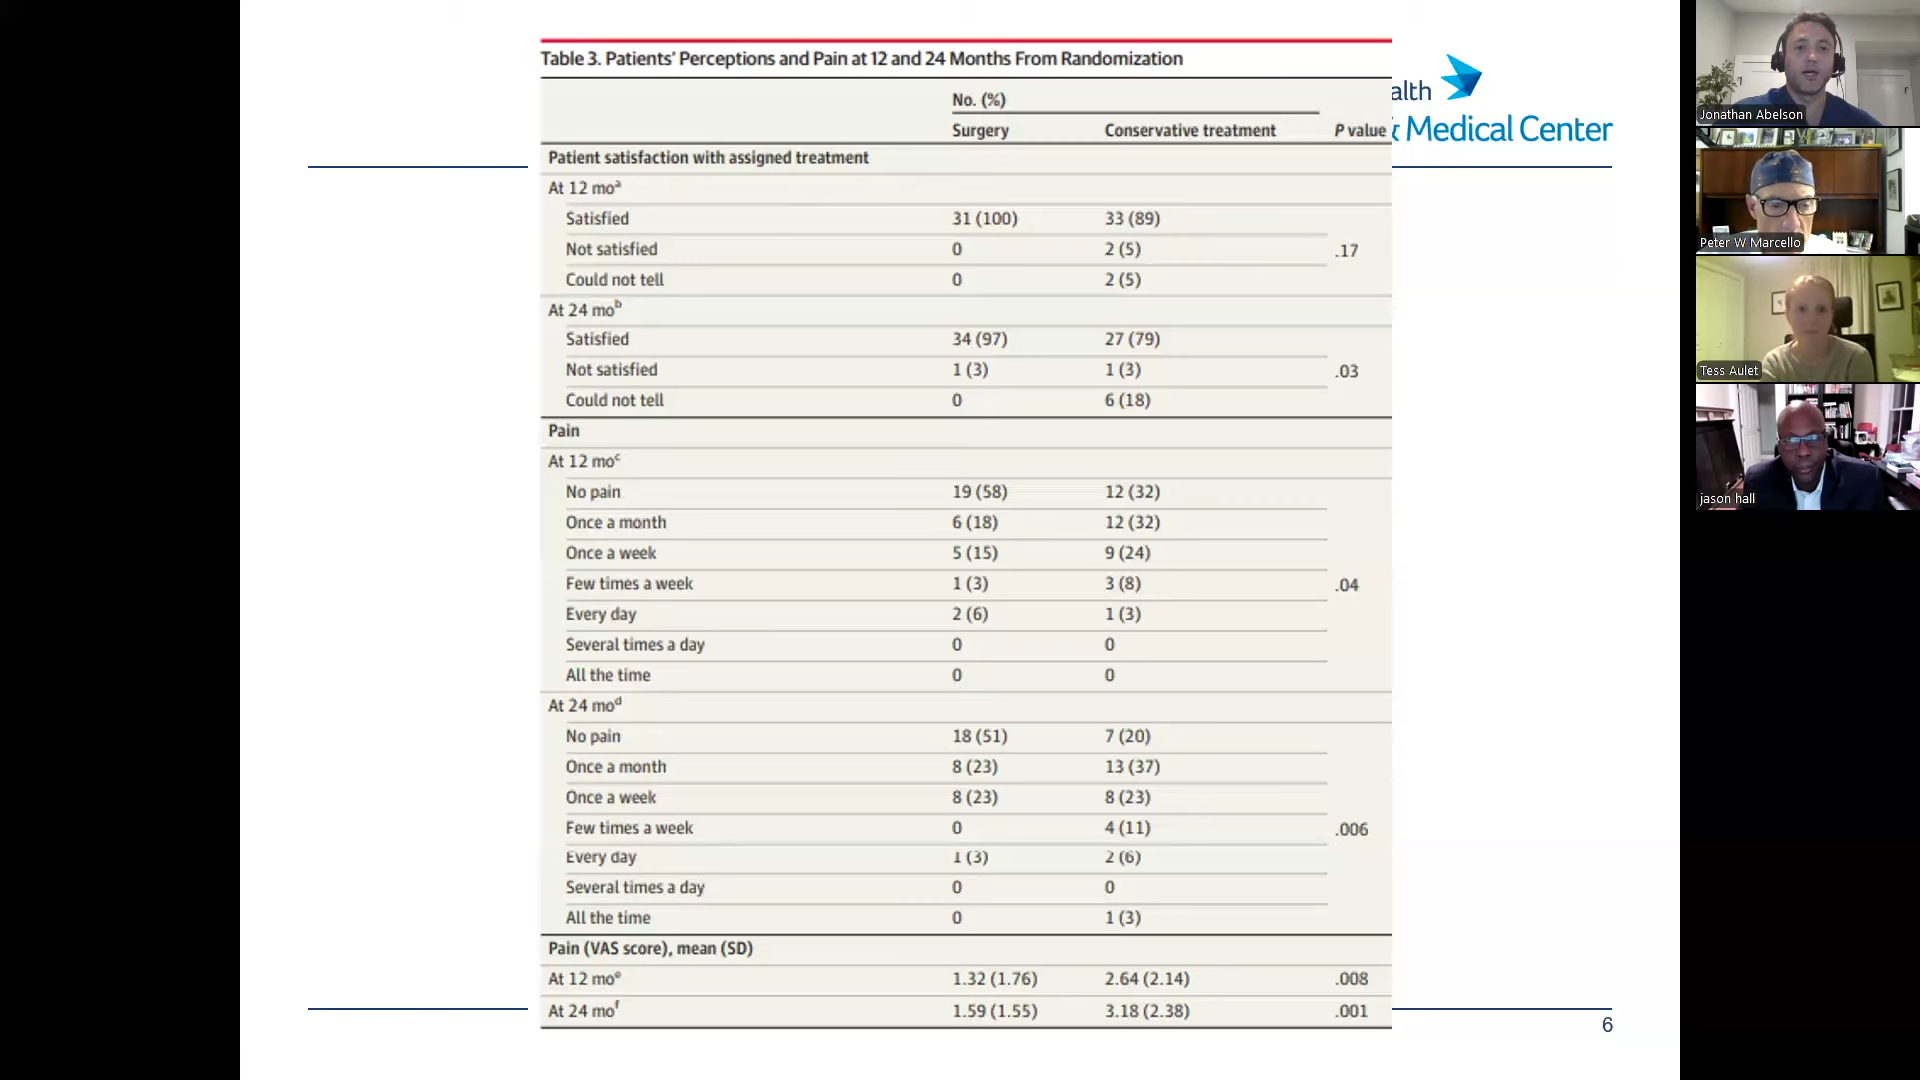 Table 3. Patients' Perceptions and Pain at 12 and 24 Months From Randomization
No. (%)
Surgery Conservative treatment P value
Patient satisfaction with assigned treatment
At 12 moa
Satisfied 31 (100) 33 (89)
Not satisfied 0 2 (5) .17
Could not tell 0 2 (5)
At 24 mob
Satisfied 34 (97) 27 (79)
Not satisfied 1 (3) 1 (3) .03
Could not tell 0 6 (18)
Pain
At 12 moc
No pain 19 (58) 12 (32)
Once a month 6 (18) 12 (32)
Once a week 5 (15) 9 (24)
Few times a week 1 (3) 3 (8) .04
Every day 2 (6) 1 (3)
Several times a day 0 0
All the time 0 0
At 24 mod
No pain 18 (51) 7 (20)
Once a month 8 (23) 13 (37)
Once a week 8 (23) 8 (23)
Few times a week 0 4 (11) .006
Every day 1 (3) 2 (6)
Several times a day 0 0
All the time 0 1 (3)
Pain (VAS score), mean (SD)
At 12 moe 1.32 (1.76) 2.64 (2.14) .008
At 24 mof 1.59 (1.55) 3.18 (2.38) .001
alth
Medical Center
6
Jonathan Abelson
Peter W Marcello
Tess Aulet
jason hall